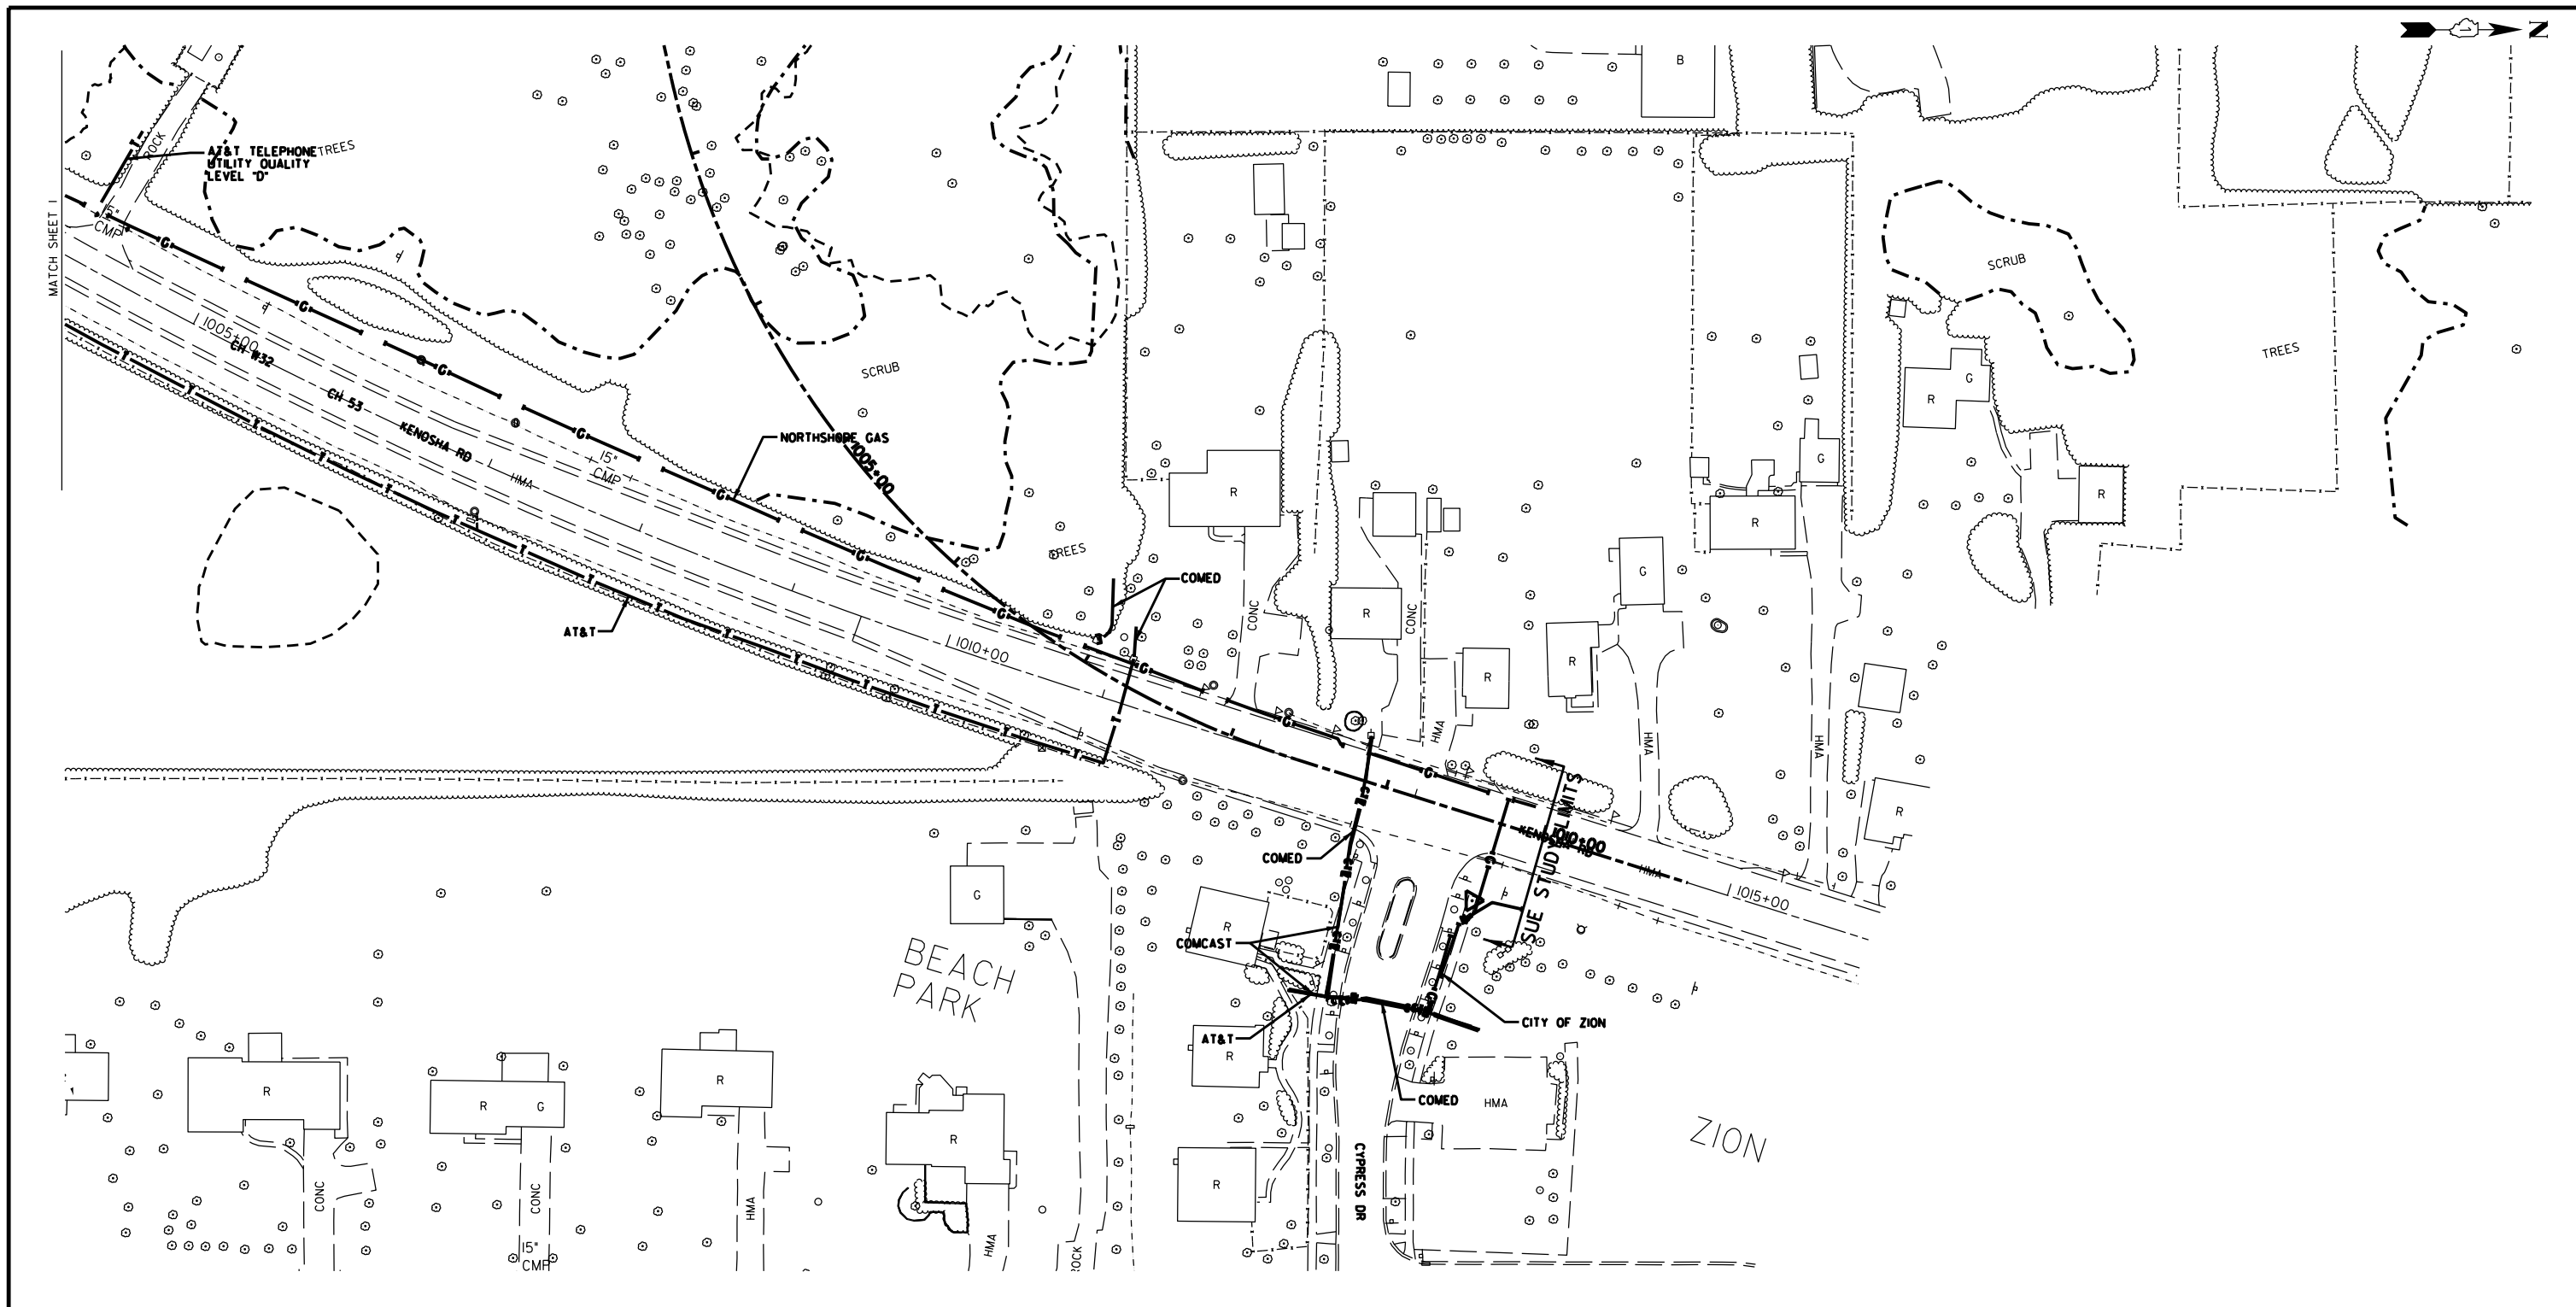 N
B
ROCK
TREES
AT&T TELEPHONE
UTILITY QUALITY
LEVEL "D"
MATCH SHEET 1
15"
CMP
SCRUB
1005+00
CH W32
CH 53
KENOSHA RD
HMA
NORTHSHORE GAS
15"
CMP
SCRUB
1005+00
TREES
TREES
R
G
R
G
R
R
R
CONC
R
CONC
G
R
R
COMED
AT&T
1010+00
HMA
HMA
HMA
R
SUE STUDY LIMITS
KENOSHA RD
1010+00
HMA
1015+00
COMED
G
BEACH
PARK
R
COMCAST
AT&T
R
CITY OF ZION
COMED
HMA
ZION
R
R
G
R
R
R
CONC
CONC
15"
CMP
HMA
HMA
ROCK
CYPRESS DR